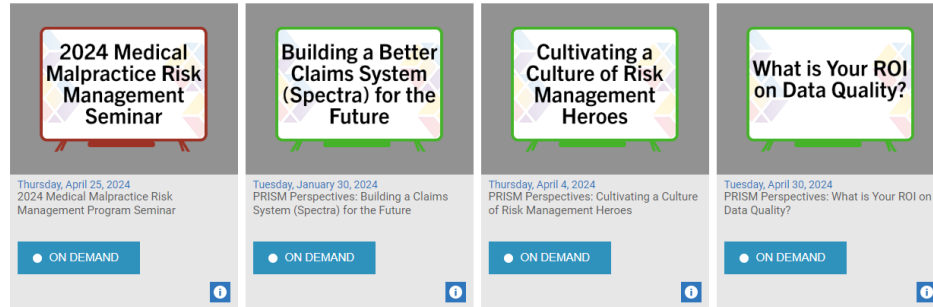 2024 Medical
Malpractice Risk
Management
Seminar
Thursday, April 25, 2024
2024 Medical Malpractice Risk
Management Program Seminar
ON DEMAND
Building a Better
Claims System
(Spectra) for the
Future
Tuesday, January 30, 2024
PRISM Perspectives: Building a Claims
System (Spectra) for the Future
ON DEMAND
Cultivating a
Culture of Risk
Management
Heroes
Thursday, April 4, 2024
PRISM Perspectives: Cultivating a Culture
of Risk Management Heroes
ON DEMAND
What is Your ROI
on Data Quality?
Tuesday, April 30, 2024
PRISM Perspectives: What is Your ROI on
Data Quality?
ON DEMAND